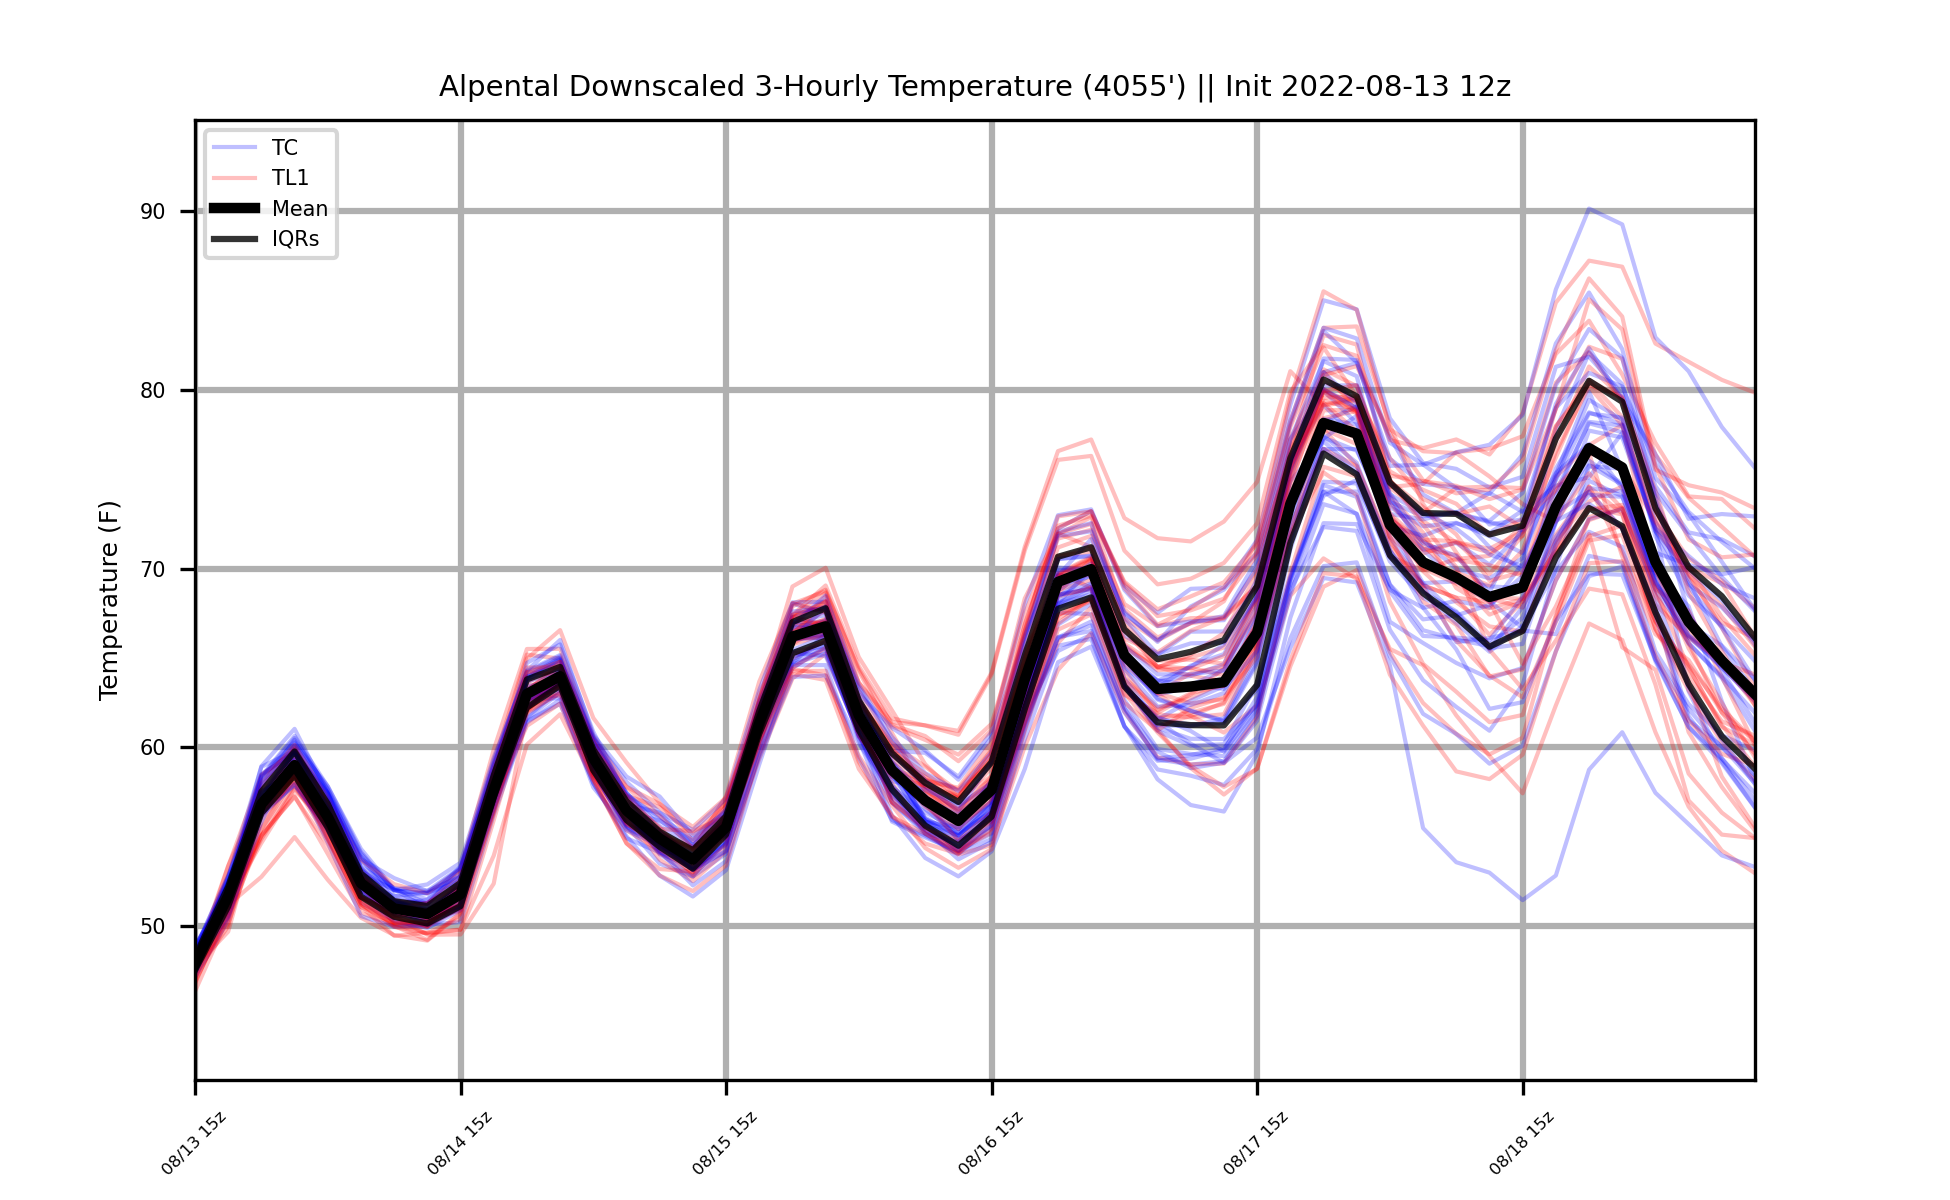 Alpental Downscaled 3-Hourly Temperature (4055') || Init 2022-08-13 12z
TC
TL1
Mean
IQRs
Temperature (F)
90
80
70
60
50
08/13 15z
08/14 15z
08/15 15z
08/16 15z
08/17 15z
08/18 15z